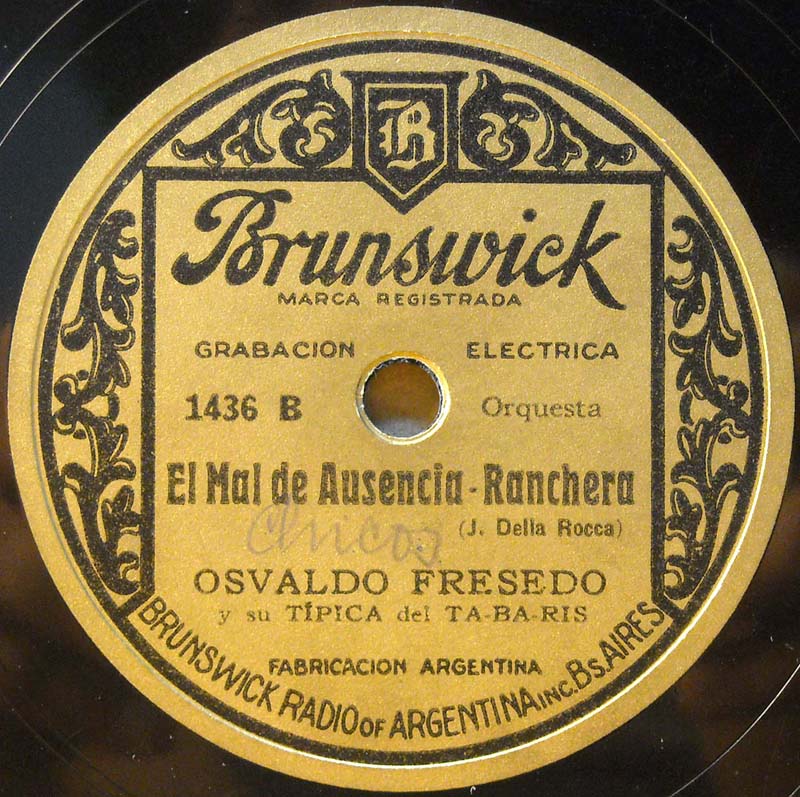 B
Brunswick
MARCA REGISTRADA
GRABACION ELECTRICA
1436 B Orquesta
El Mal de Ausencia - Ranchera
(J. Della Rocca)
Chicos
OSVALDO FRESEDO
y su TÍPICA del TA-BA-RIS
FABRICACION ARGENTINA
BRUNSWICK RADIO OF ARGENTINA INC. Bs. AIRES